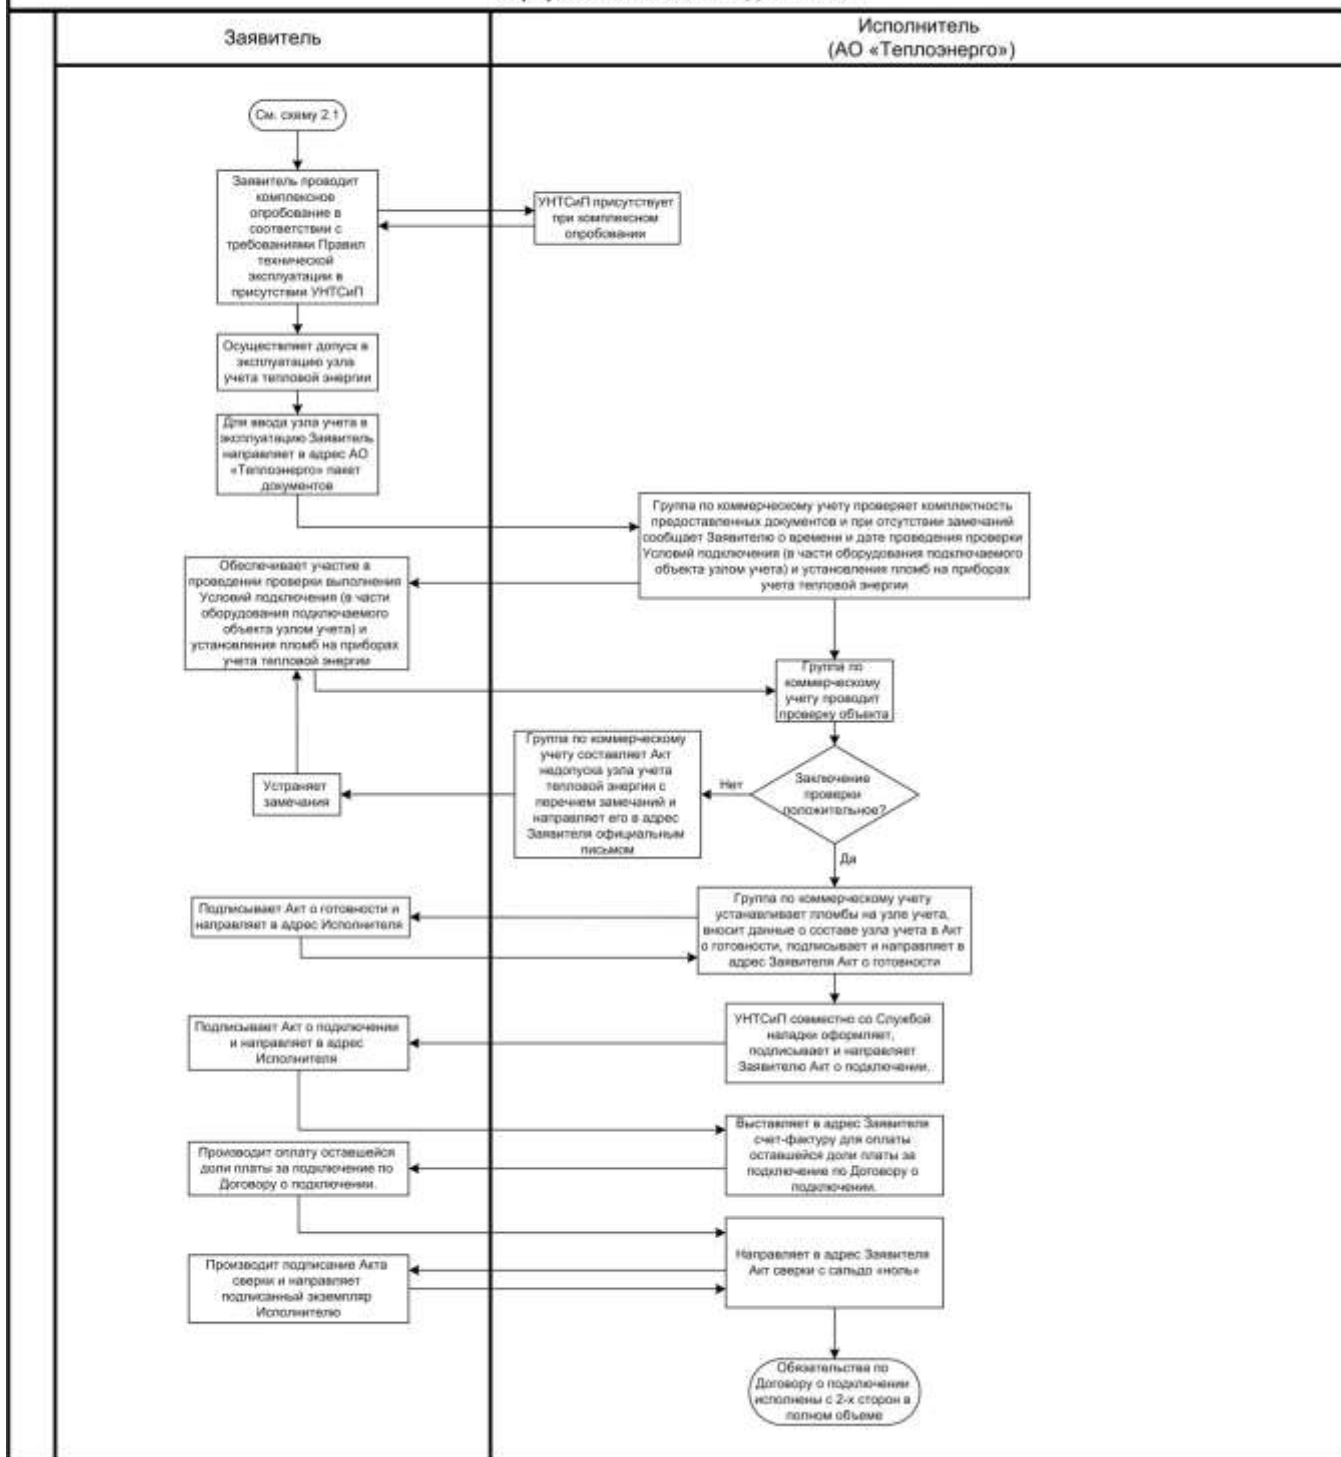 Заявитель
Исполнитель
(АО «Теплоэнерго»)
См. схему 2.1
Заявитель проводит
комплексное
опробование в
соответствии с
требованиями Правил
технической
эксплуатации в
присутствии УНТСиП
УНТСиП присутствует
при комплексном
опробовании
Осуществляет допуск в
эксплуатацию узла
учета тепловой энергии
Для ввода узла учета в
эксплуатацию Заявитель
направляет в адрес АО
«Теплоэнерго» пакет
документов
Группа по коммерческому учету проверяет комплектность
предоставленных документов и при отсутствии замечаний
сообщает Заявителю о времени и дате проведения проверки
Условий подключения (в части оборудования подключаемого
объекта узлом учета) и установления пломб на приборах
учета тепловой энергии
Обеспечивает участие в
проведении проверки выполнения
Условий подключения (в части
оборудования подключаемого
объекта узлом учета) и
установления пломб на приборах
учета тепловой энергии
Группа по
коммерческому
учету проводит
проверку объекта
Группа по коммерческому
учету составляет Акт
недопуска узла учета
тепловой энергии с
перечнем замечаний и
направляет его в адрес
Заявителя официальным
письмом
Устраняет
замечания
Нет
Заключение
проверки
положительное?
Да
Подписывает Акт о готовности и
направляет в адрес Исполнителя
Группа по коммерческому учету
устанавливает пломбы на узле учета,
вносит данные о составе узла учета в Акт
о готовности, подписывает и направляет в
адрес Заявителя Акт о готовности
Подписывает Акт о подключении
и направляет в адрес
Исполнителя
УНТСиП совместно со Службой
наладки оформляет,
подписывает и направляет
Заявителю Акт о подключении.
Выставляет в адрес Заявителя
счет-фактуру для оплаты
оставшейся доли платы за
подключение по Договору о
подключении.
Производит оплату оставшейся
доли платы за подключение по
Договору о подключении.
Направляет в адрес Заявителя
Акт сверки с сальдо «ноль»
Производит подписание Акта
сверки и направляет
подписанный экземпляр
Исполнителю
Обязательства по
Договору о подключении
исполнены с 2-х сторон в
полном объеме